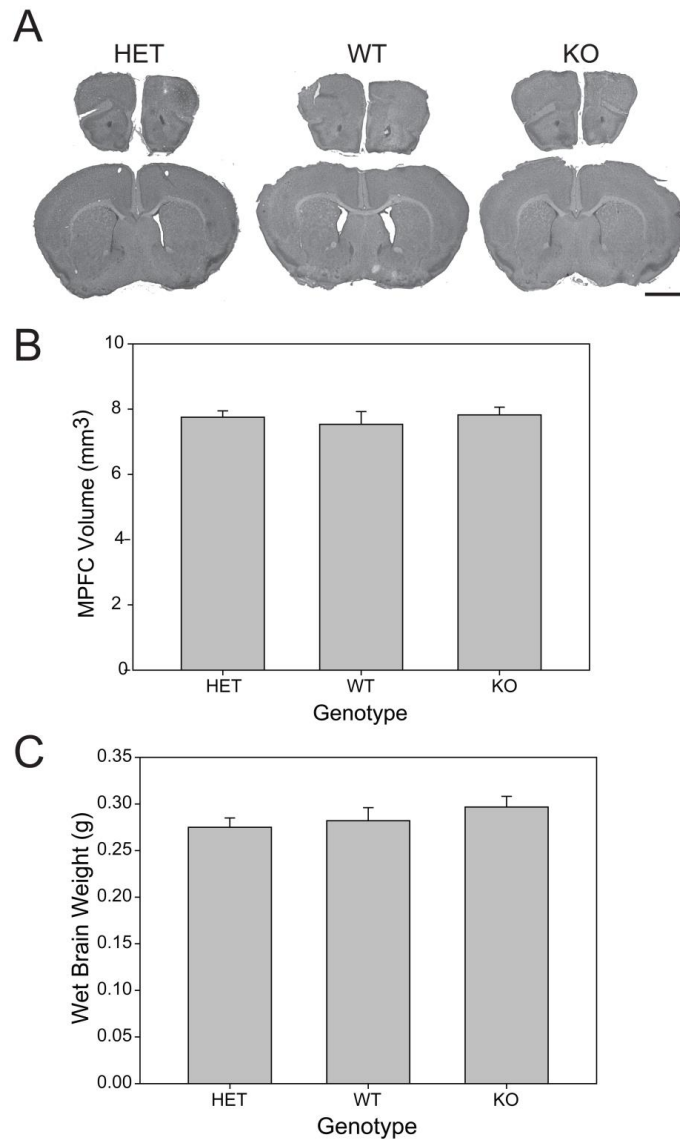 A
HET WT KO
B
10
8
6
4
2
0
MPFC Volume (mm3)
HET WT KO
Genotype
C
0.35
0.30
0.25
0.20
0.15
0.10
0.05
0.00
Wet Brain Weight (g)
HET WT KO
Genotype